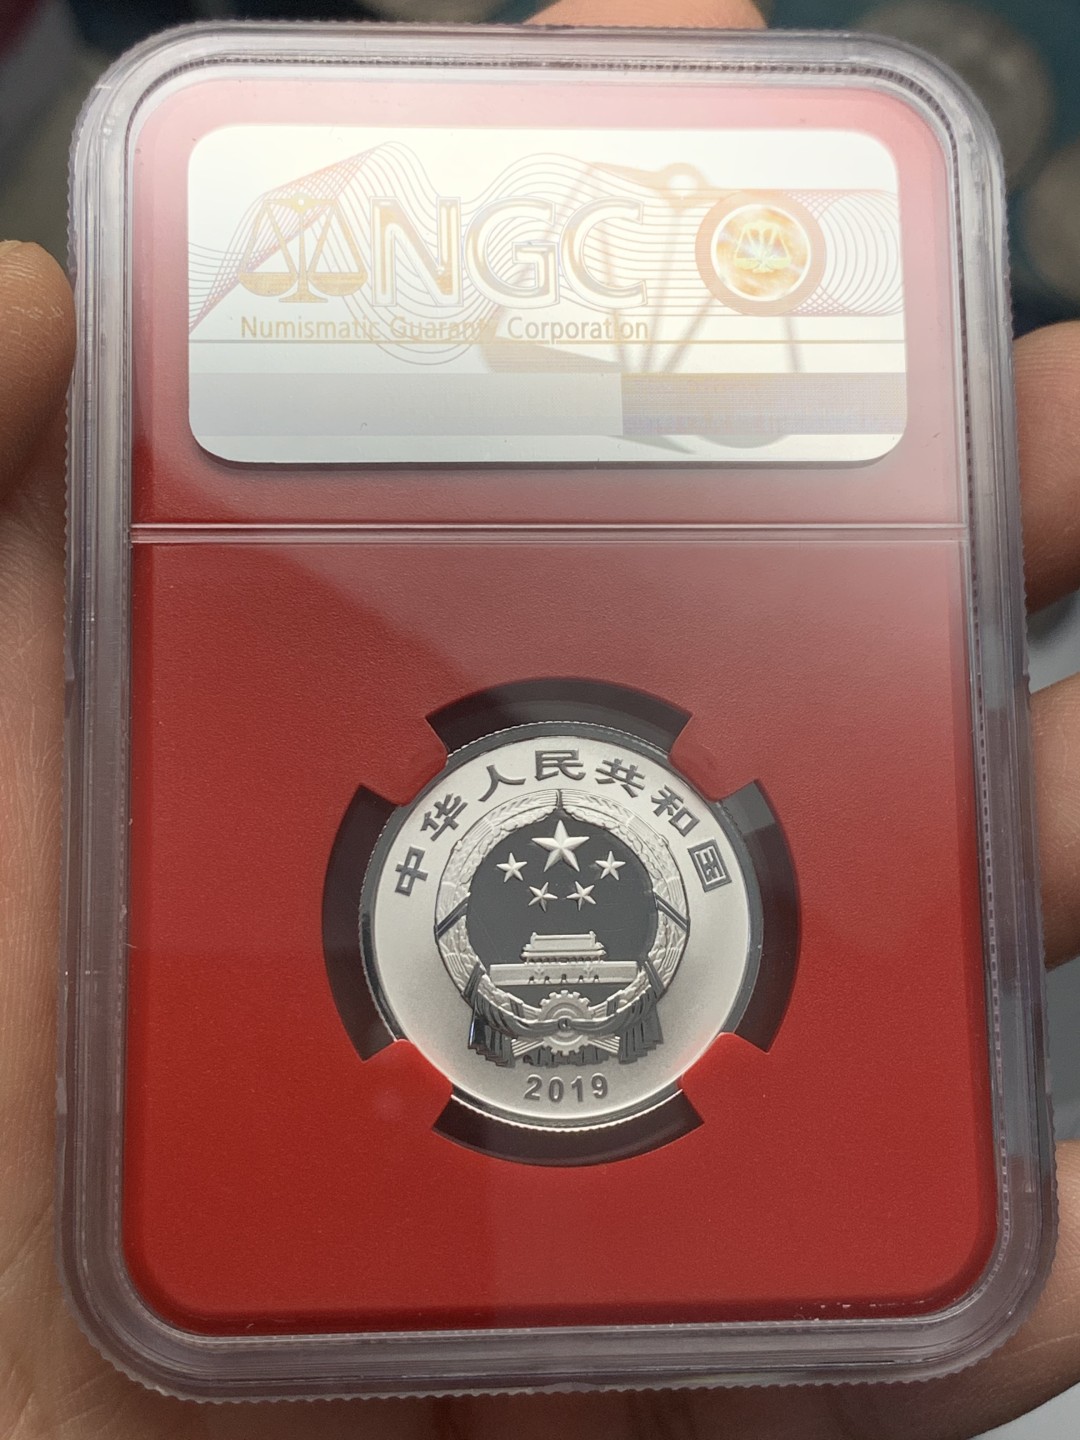 NGC
Numismatic Guaranty Corporation
中华人民共和国
2019